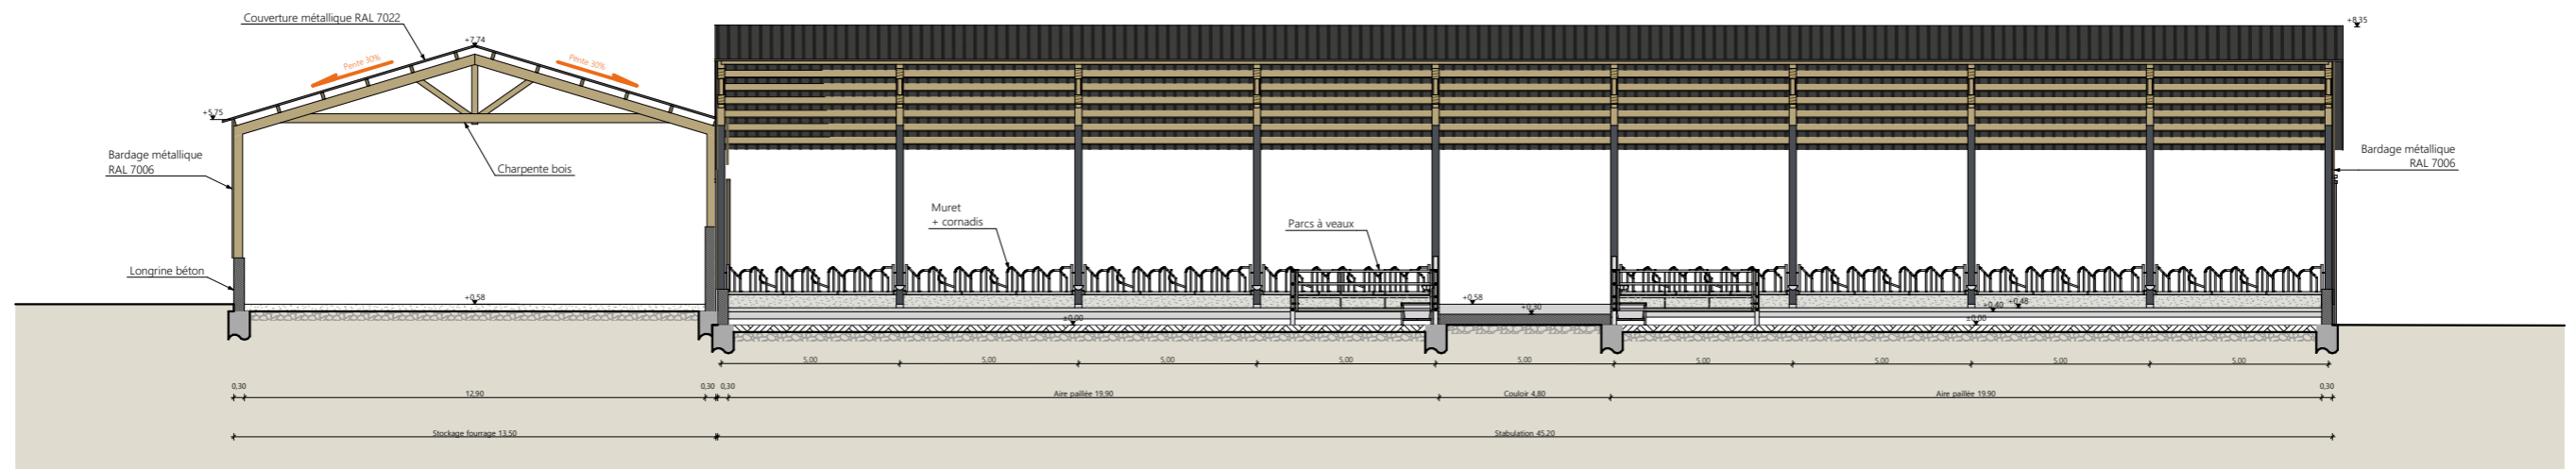 Couverture métallique RAL 7022
+8,35
+7,74
Pente 30%
Pente 30%
+5,75
Bardage métallique
RAL 7006
Charpente bois
Bardage métallique
RAL 7006
Muret
+ cornadis
Parcs à veaux
Longrine béton
+0,58
+0,58
+0,30
+0,40
+0,48
±0,00
±0,00
5,00
5,00
5,00
5,00
5,00
5,00
5,00
5,00
5,00
0,30
12,90
0,30
0,30
Aire paillée 19,90
Couloir 4,80
Aire paillée 19,90
0,30
Stockage fourrage 13,50
Stabulation 45,20